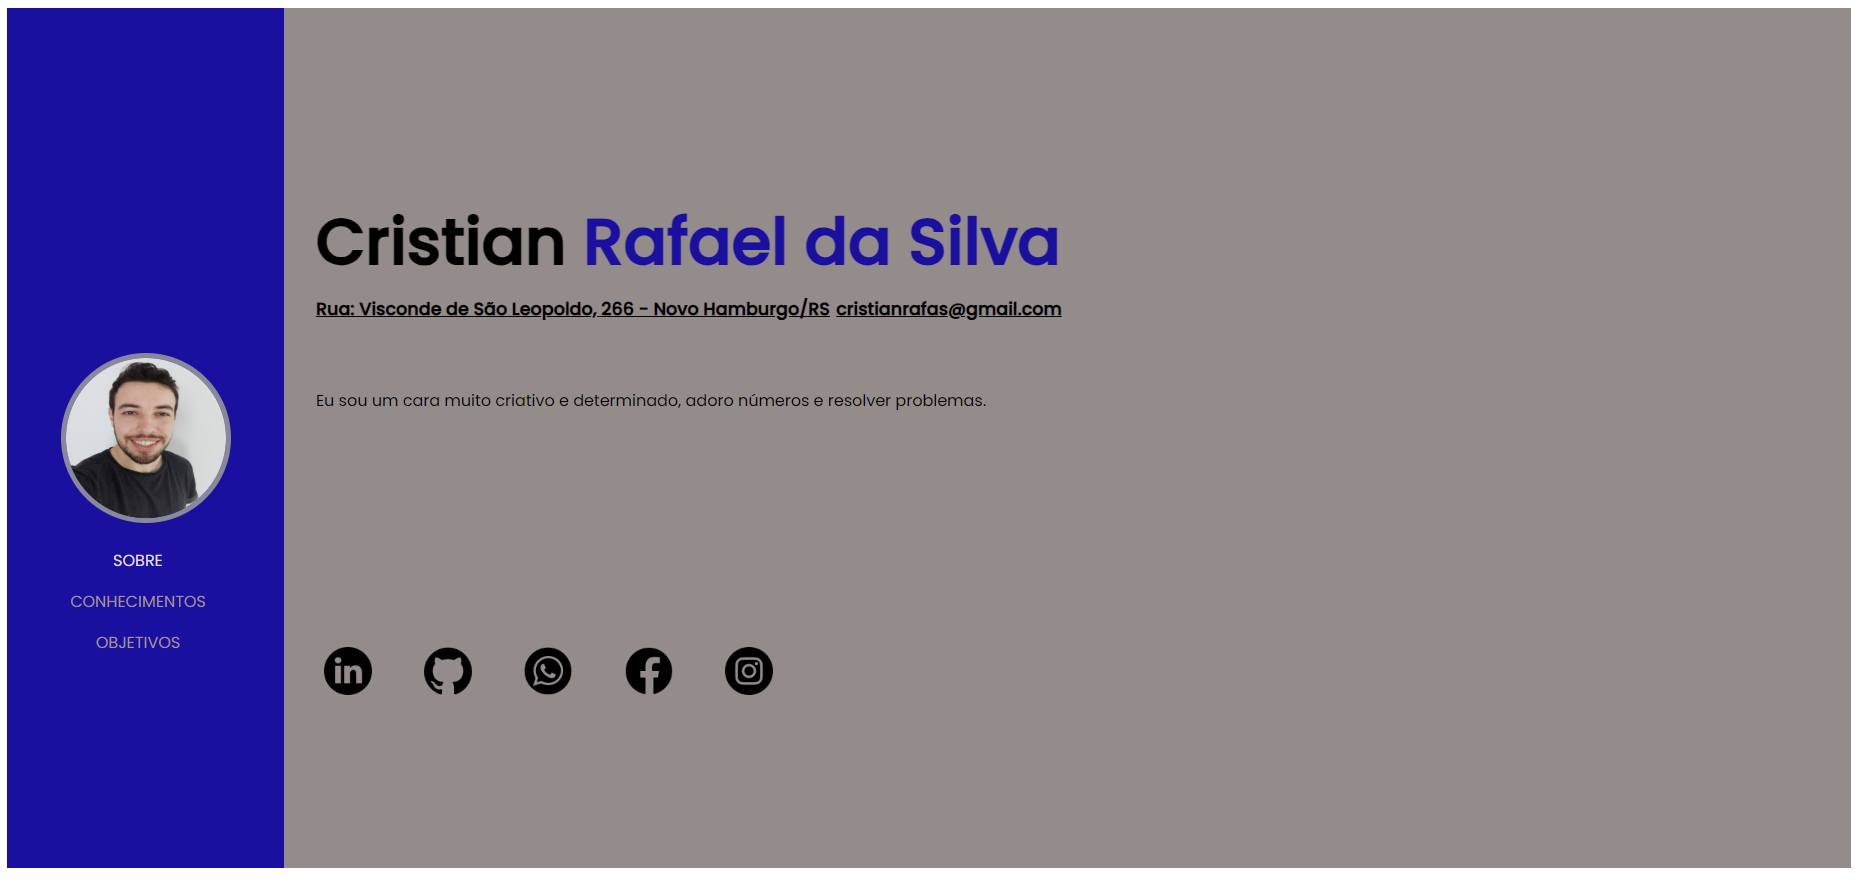 Cristian Rafael da Silva
Rua: Visconde de São Leopoldo, 266 - Novo Hamburgo/RS cristianrafas@gmail.com
Eu sou um cara muito criativo e determinado, adoro números e resolver problemas.
SOBRE
CONHECIMENTOS
OBJETIVOS
in